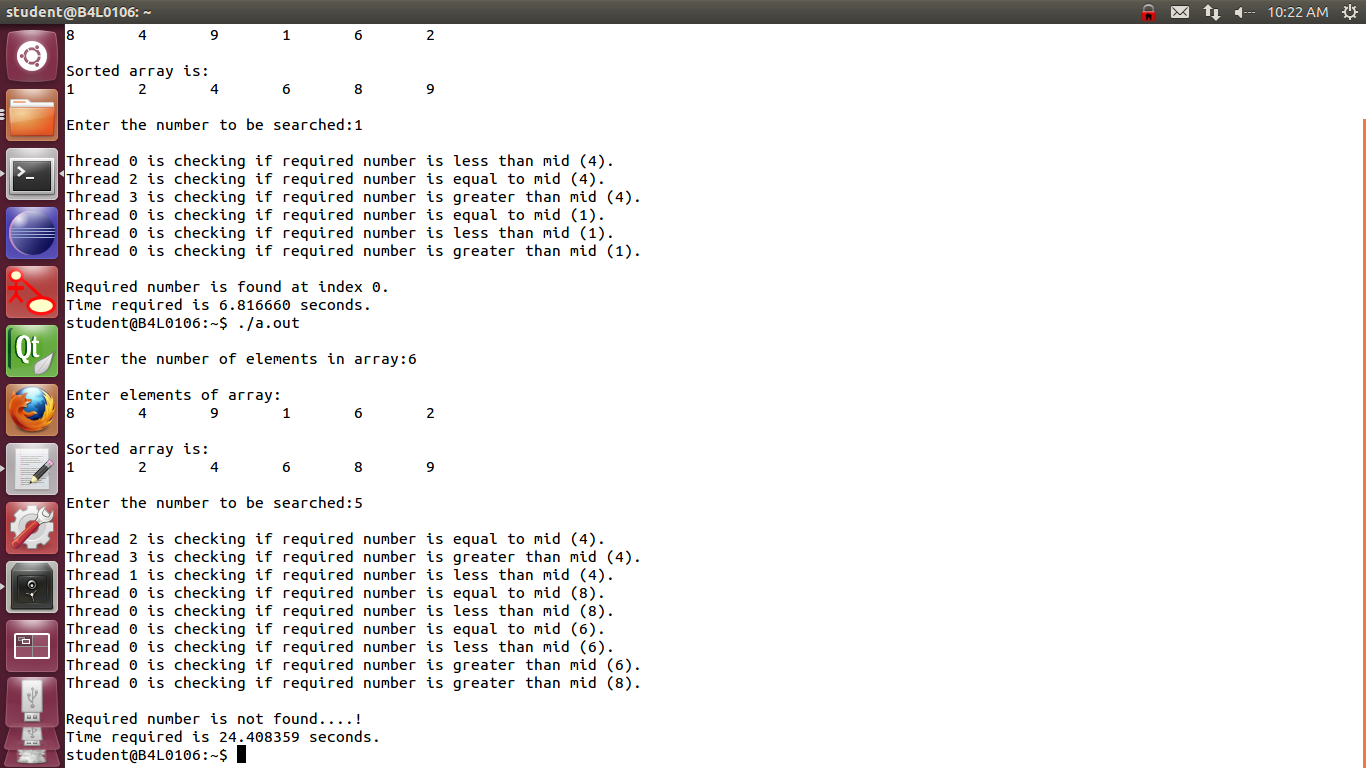 student@B4L0106: ~ 10:22 AM
8 4 9 1 6 2
Sorted array is:
1 2 4 6 8 9
Enter the number to be searched:1
Thread 0 is checking if required number is less than mid (4).
Thread 2 is checking if required number is equal to mid (4).
Thread 3 is checking if required number is greater than mid (4).
Thread 0 is checking if required number is equal to mid (1).
Thread 0 is checking if required number is less than mid (1).
Thread 0 is checking if required number is greater than mid (1).
Required number is found at index 0.
Time required is 6.816660 seconds.
student@B4L0106:~$ ./a.out
Enter the number of elements in array:6
Enter elements of array:
8 4 9 1 6 2
Sorted array is:
1 2 4 6 8 9
Enter the number to be searched:5
Thread 2 is checking if required number is equal to mid (4).
Thread 3 is checking if required number is greater than mid (4).
Thread 1 is checking if required number is less than mid (4).
Thread 0 is checking if required number is equal to mid (8).
Thread 0 is checking if required number is less than mid (8).
Thread 0 is checking if required number is equal to mid (6).
Thread 0 is checking if required number is less than mid (6).
Thread 0 is checking if required number is greater than mid (6).
Thread 0 is checking if required number is greater than mid (8).
Required number is not found....!
Time required is 24.408359 seconds.
student@B4L0106:~$
Qt